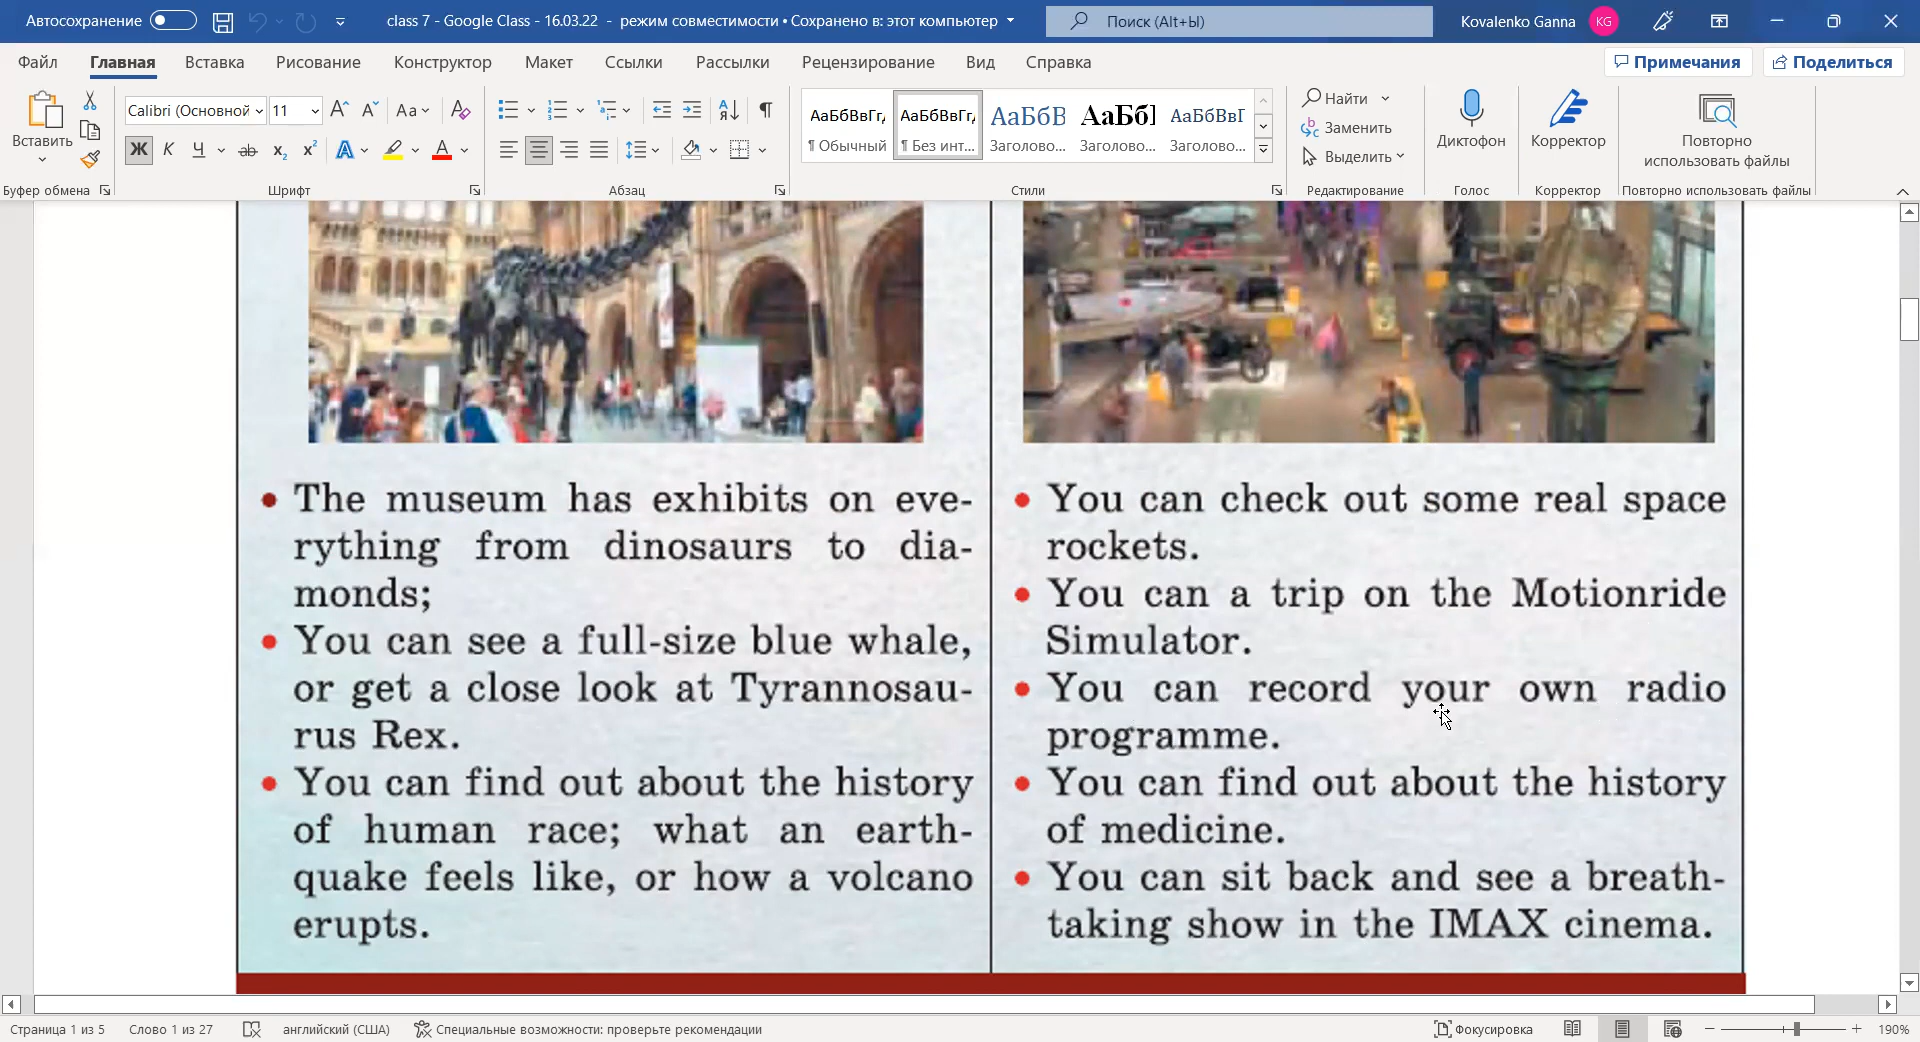 Автосохранение
class 7 - Google Class - 16.03.22 - режим совместимости • Сохранено в: этот компьютер
Поиск (Alt+Ы)
Kovalenko Ganna KG
Файл Главная Вставка Рисование Конструктор Макет Ссылки Рассылки Рецензирование Вид Справка
Примечания Поделиться
Вставить
Буфер обмена
Calibri (Основной 11
Aa
Ж К Ч ab x₂ x² A A
Шрифт
Абзац
АаБбВвГг, АаБбВвГг, АаБбВ АаБб] АаБбВвГ
¶ Обычный ¶ Без инт... Заголово... Заголово... Заголово...
Стили
Найти
Заменить
Выделить
Редактирование
Диктофон
Голос
Корректор
Корректор
Повторно
использовать файлы
Повторно использовать файлы
• The museum has exhibits on eve-
rything from dinosaurs to dia-
monds;
• You can see a full-size blue whale,
or get a close look at Tyrannosau-
rus Rex.
• You can find out about the history
of human race; what an earth-
quake feels like, or how a volcano
erupts.
• You can check out some real space
rockets.
• You can a trip on the Motionride
Simulator.
• You can record your own radio
programme.
• You can find out about the history
of medicine.
• You can sit back and see a breath-
taking show in the IMAX cinema.
Страница 1 из 5 Слово 1 из 27 английский (США) Специальные возможности: проверьте рекомендации
Фокусировка 190%